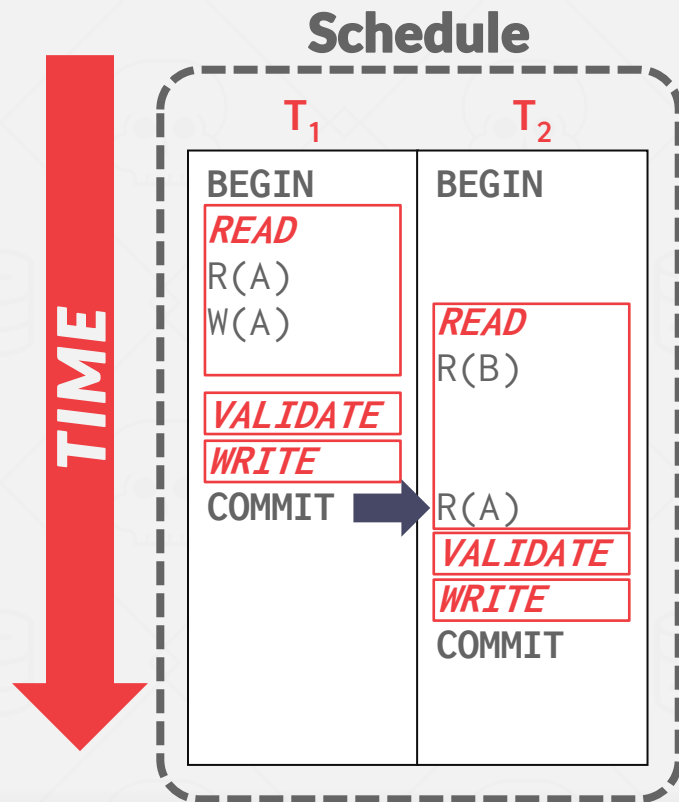 Schedule
TIME
T1 T2
BEGIN BEGIN
READ
R(A)
W(A) READ
R(B)
VALIDATE
WRITE
COMMIT R(A)
VALIDATE
WRITE
COMMIT